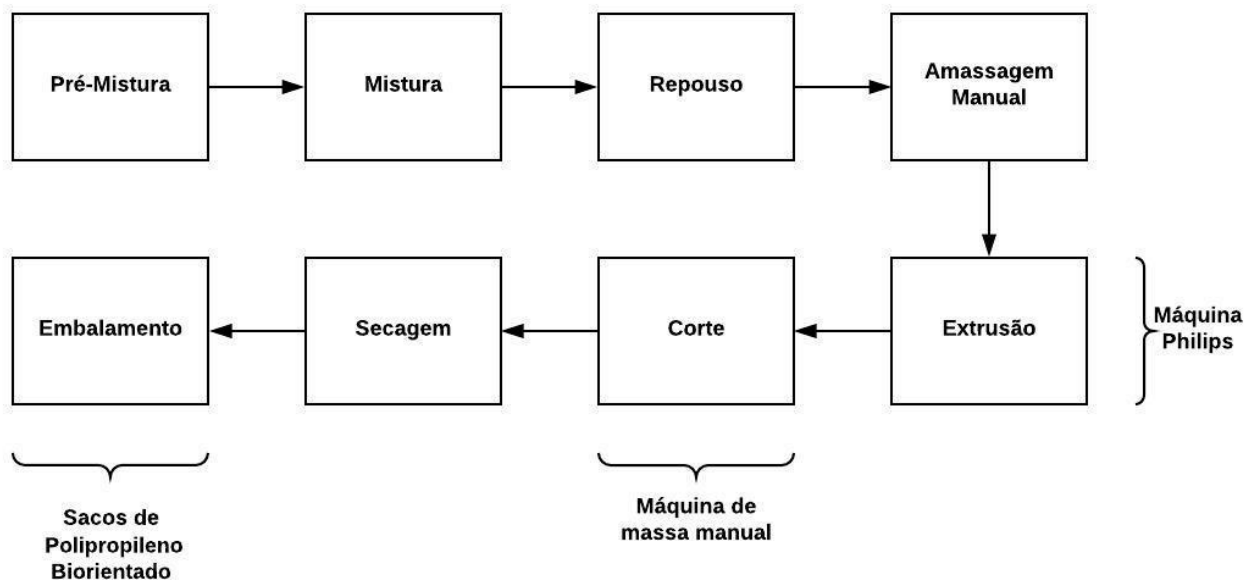 Pré-Mistura
Mistura
Repouso
Amassagem
Manual
Embalamento
Secagem
Corte
Extrusão
Máquina
Philips
Sacos de
Polipropileno
Biorientado
Máquina de
massa manual